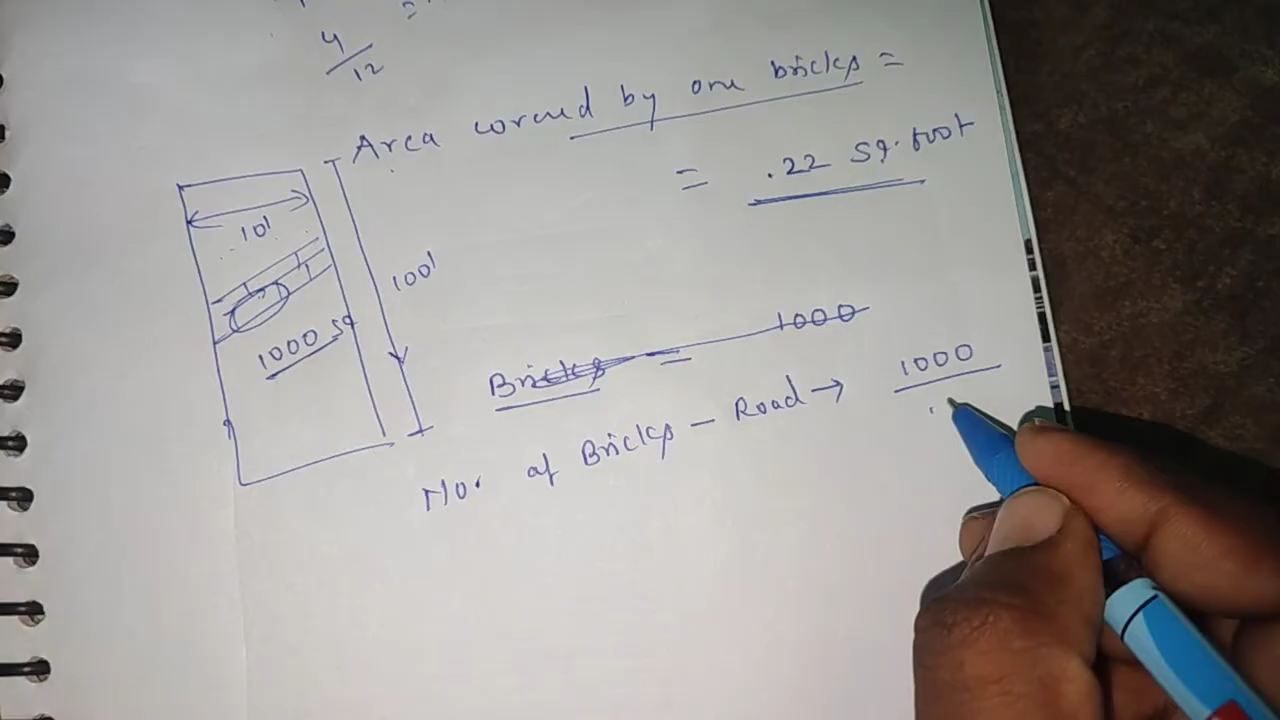 4
12
Area covered by one bricks =
= .22 sq. foot
10'
100'
1000 sq
Bricks = 1000
1000
No. of Bricks - Road →